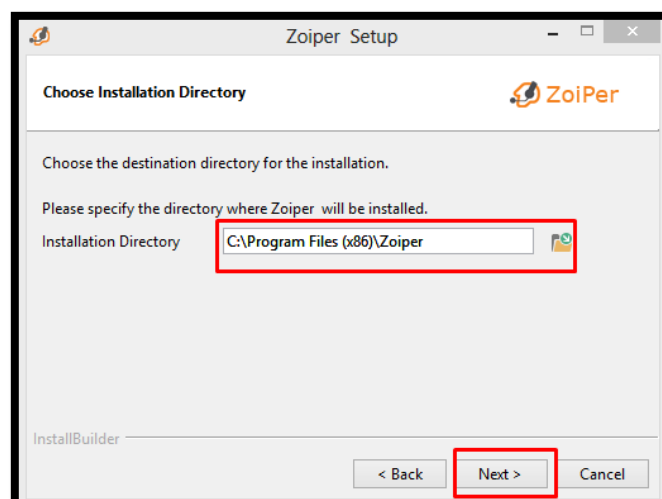 Zoiper Setup
Choose Installation Directory
ZoiPer
Choose the destination directory for the installation.
Please specify the directory where Zoiper will be installed.
Installation Directory C:\Program Files (x86)\Zoiper
InstallBuilder
< Back Next > Cancel